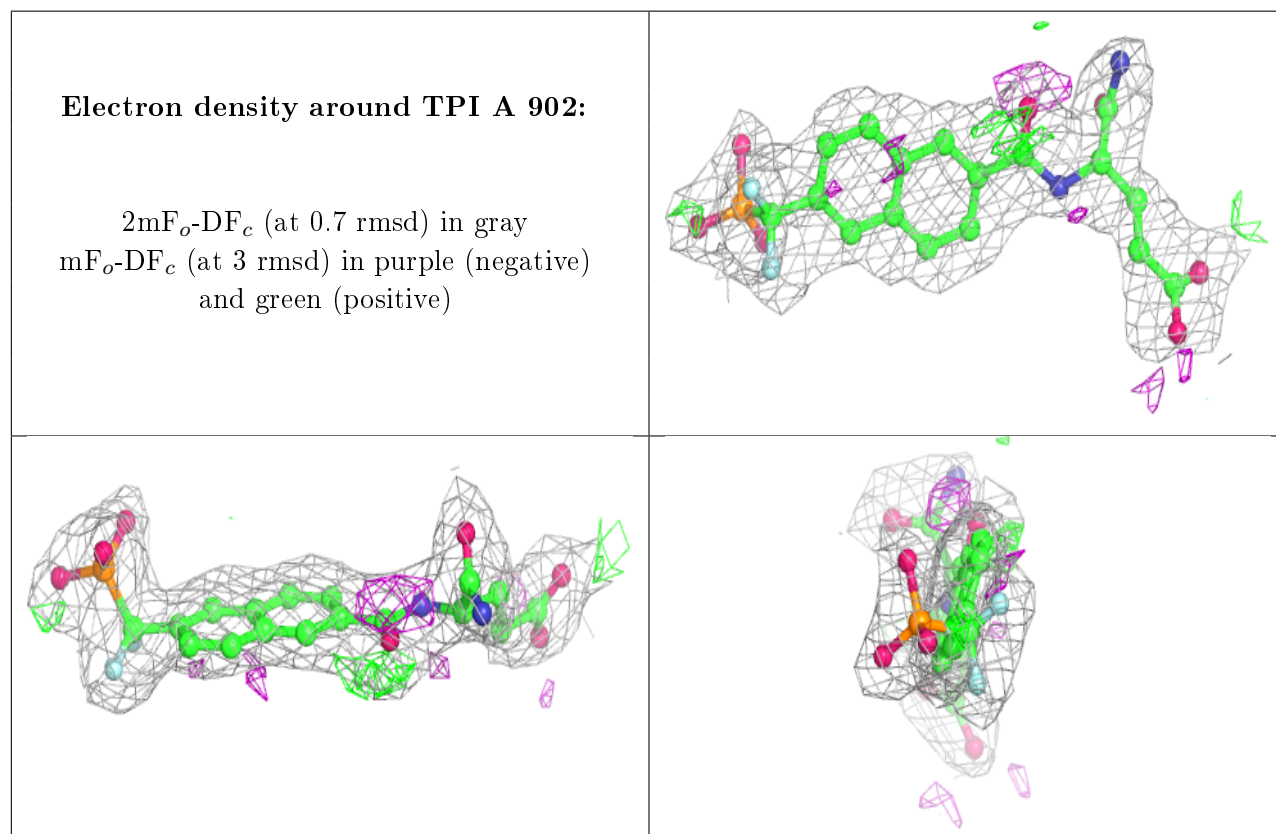 Electron density around TPI A 902:
2mFo-DFc (at 0.7 rmsd) in gray
mFo-DFc (at 3 rmsd) in purple (negative)
and green (positive)